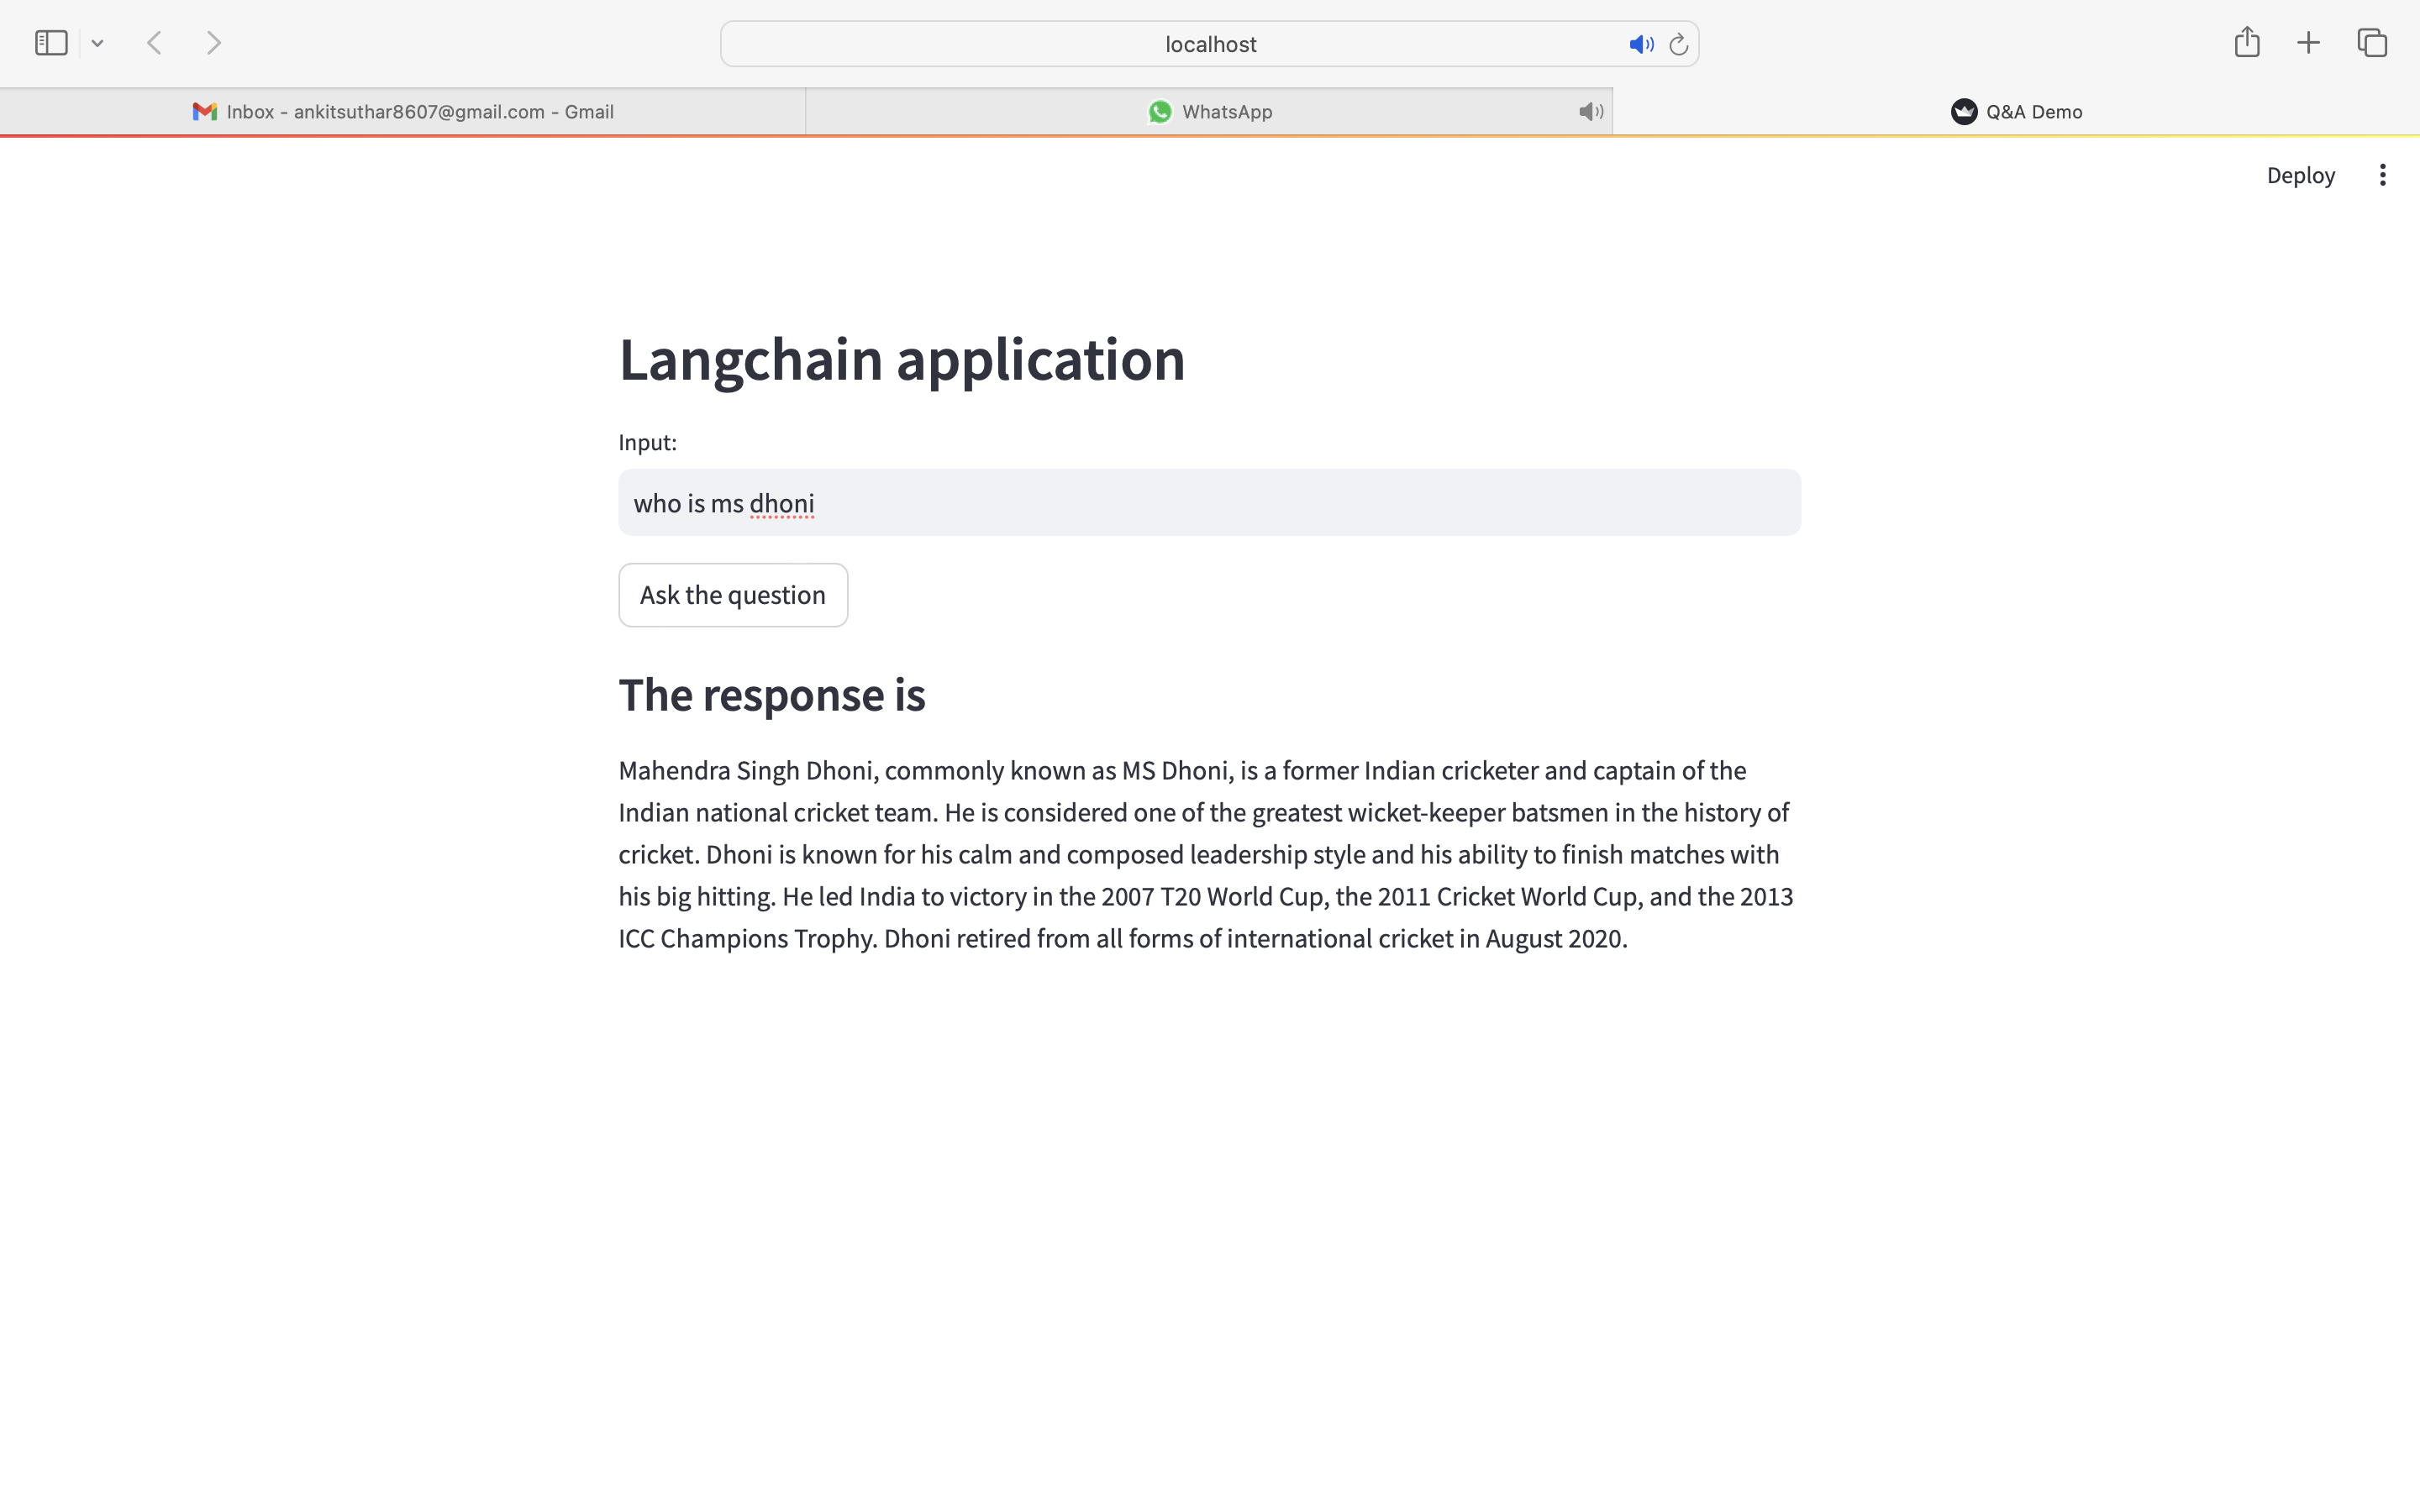 localhost
Inbox - ankitsuthar8607@gmail.com - Gmail
WhatsApp
Q&A Demo
Deploy
Langchain application
Input:
who is ms dhoni
Ask the question
The response is
Mahendra Singh Dhoni, commonly known as MS Dhoni, is a former Indian cricketer and captain of the
Indian national cricket team. He is considered one of the greatest wicket-keeper batsmen in the history of
cricket. Dhoni is known for his calm and composed leadership style and his ability to finish matches with
his big hitting. He led India to victory in the 2007 T20 World Cup, the 2011 Cricket World Cup, and the 2013
ICC Champions Trophy. Dhoni retired from all forms of international cricket in August 2020.